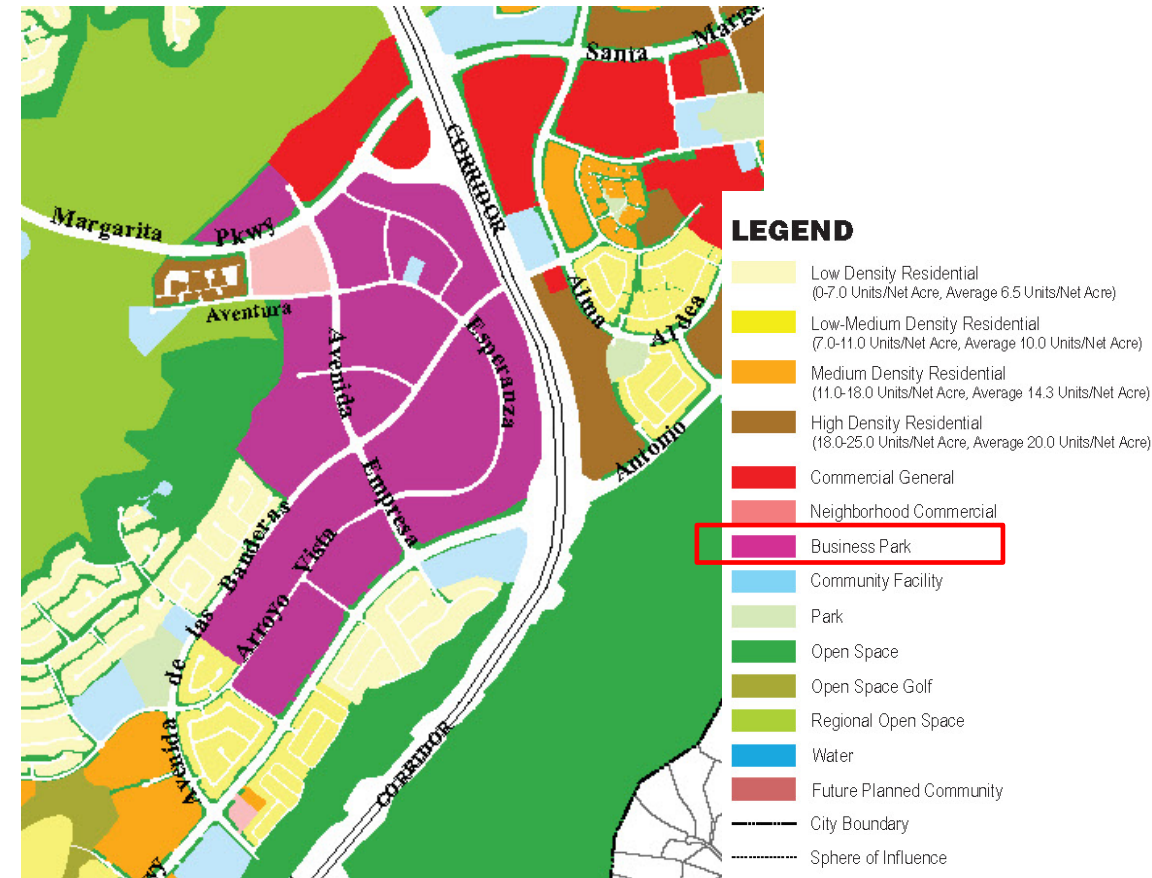 Santa
Marga
CORRIDOR
Margarita
Pkwy
Aventura
Alma
Aldea
Avenida
Esperanza
Antonio
Empresa
Avenida de las Banderas
Arroyo Vista
CORRIDOR
wy
LEGEND
Low Density Residential
(0-7.0 Units/Net Acre, Average 6.5 Units/Net Acre)
Low-Medium Density Residential
(7.0-11.0 Units/Net Acre, Average 10.0 Units/Net Acre)
Medium Density Residential
(11.0-18.0 Units/Net Acre, Average 14.3 Units/Net Acre)
High Density Residential
(18.0-25.0 Units/Net Acre, Average 20.0 Units/Net Acre)
Commercial General
Neighborhood Commercial
Business Park
Community Facility
Park
Open Space
Open Space Golf
Regional Open Space
Water
Future Planned Community
City Boundary
Sphere of Influence